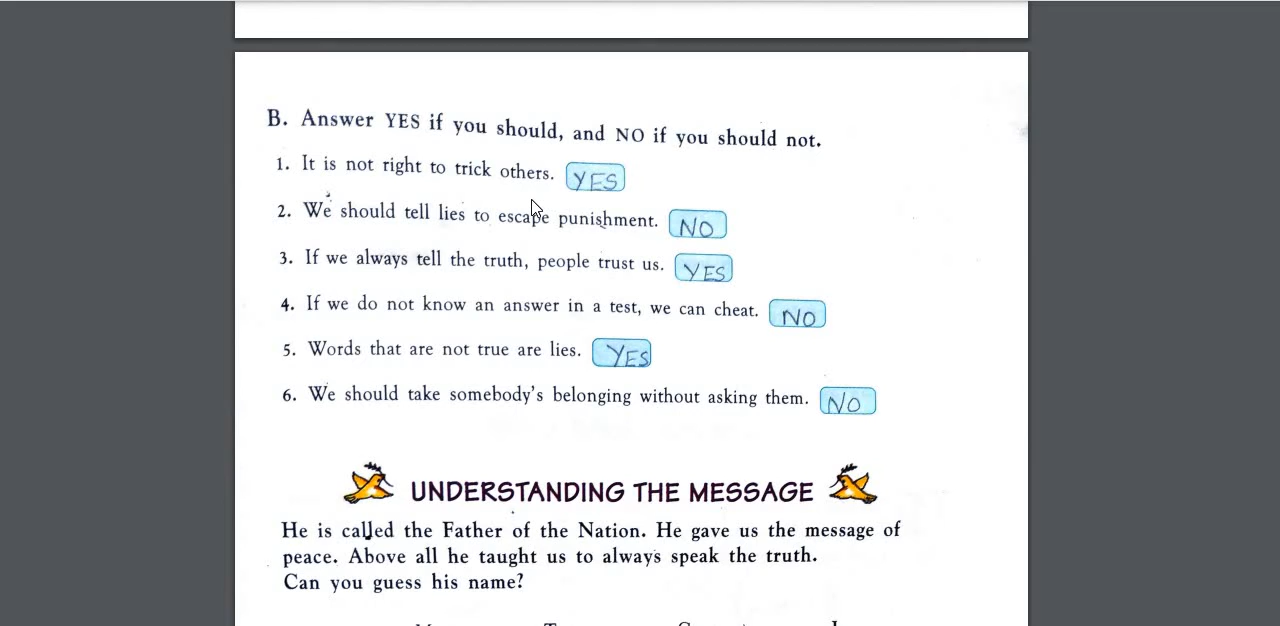 B. Answer YES if you should, and NO if you should not.
1. It is not right to trick others. YES
2. We should tell lies to escape punishment. NO
3. If we always tell the truth, people trust us. YES
4. If we do not know an answer in a test, we can cheat. NO
5. Words that are not true are lies. YES
6. We should take somebody's belonging without asking them. NO
UNDERSTANDING THE MESSAGE
He is called the Father of the Nation. He gave us the message of
peace. Above all he taught us to always speak the truth.
Can you guess his name?